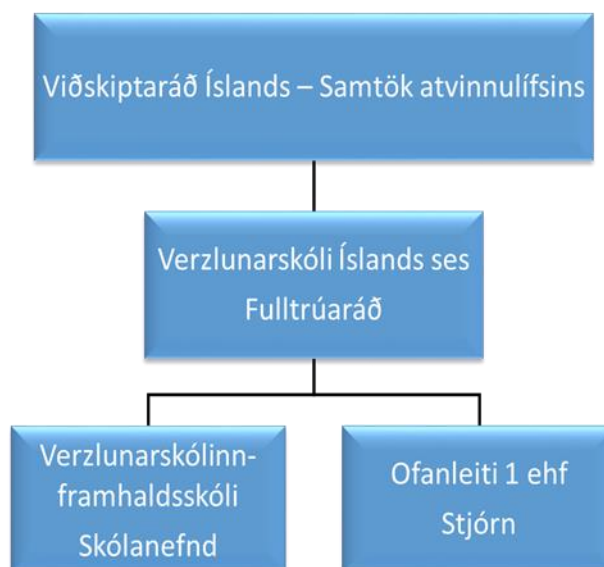 Viðskiptaráð Íslands – Samtök atvinnulífsins
Verzlunarskóli Íslands ses
Fulltrúaráð
Verzlunarskólinn-
framhaldsskóli
Skólanefnd
Ofanleiti 1 ehf
Stjórn